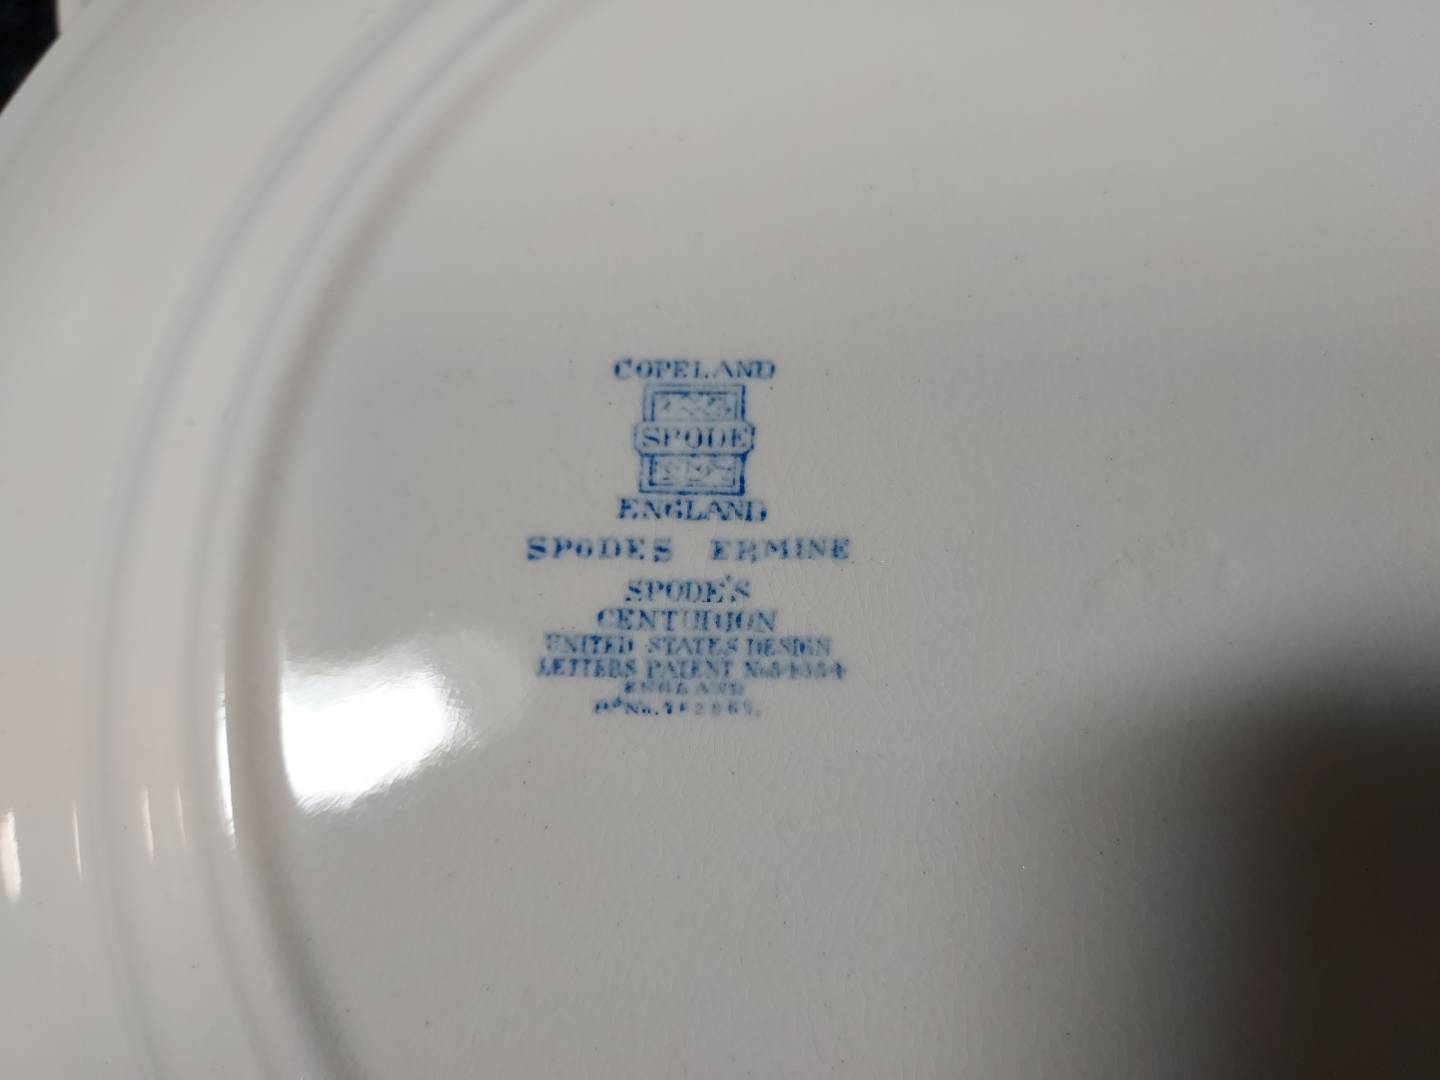 COPELAND
SPODE
ENGLAND
SPODES ERMINE
SPODE'S
CENTURION
UNITED STATES DESIGN
LETTERS PATENT
ENGLAND